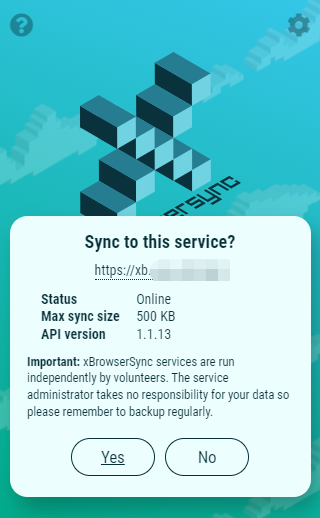 ersync
Sync to this service?
https://xb.
Status Online
Max sync size 500 KB
API version 1.1.13
Important: xBrowserSync services are run
independently by volunteers. The service
administrator takes no responsibility for your data so
please remember to backup regularly.
Yes No